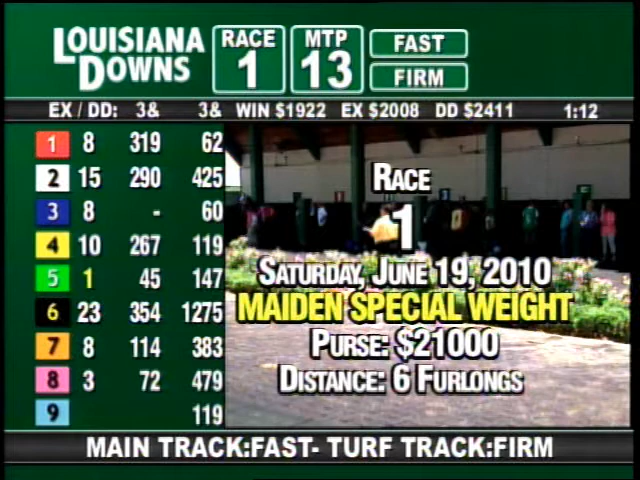 LOUISIANA DOWNS
RACE 1
MTP 13
FAST
FIRM
EX / DD: 3& 3& WIN $1922 EX $2008 DD $2411 1:12
1 8 319 62
2 15 290 425
3 8 - 60
4 10 267 119
5 1 45 147
6 23 354 1275
7 8 114 383
8 3 72 479
9 119
RACE
1
SATURDAY, JUNE 19, 2010
MAIDEN SPECIAL WEIGHT
PURSE: $21000
DISTANCE: 6 FURLONGS
MAIN TRACK:FAST- TURF TRACK:FIRM